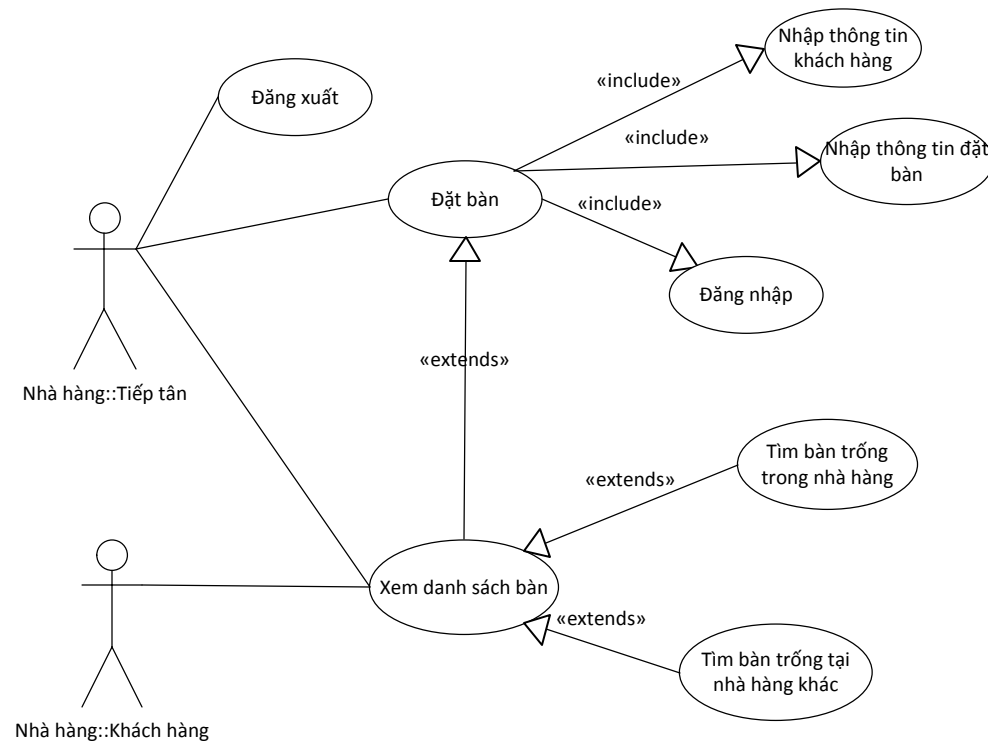 Nhập thông tin
khách hàng
«include»
Đăng xuất
«include»
Nhập thông tin đặt
bàn
Đặt bàn
«include»
Đăng nhập
«extends»
Nhà hàng::Tiếp tân
Tìm bàn trống
trong nhà hàng
«extends»
Xem danh sách bàn
«extends»
Tìm bàn trống tại
nhà hàng khác
Nhà hàng::Khách hàng